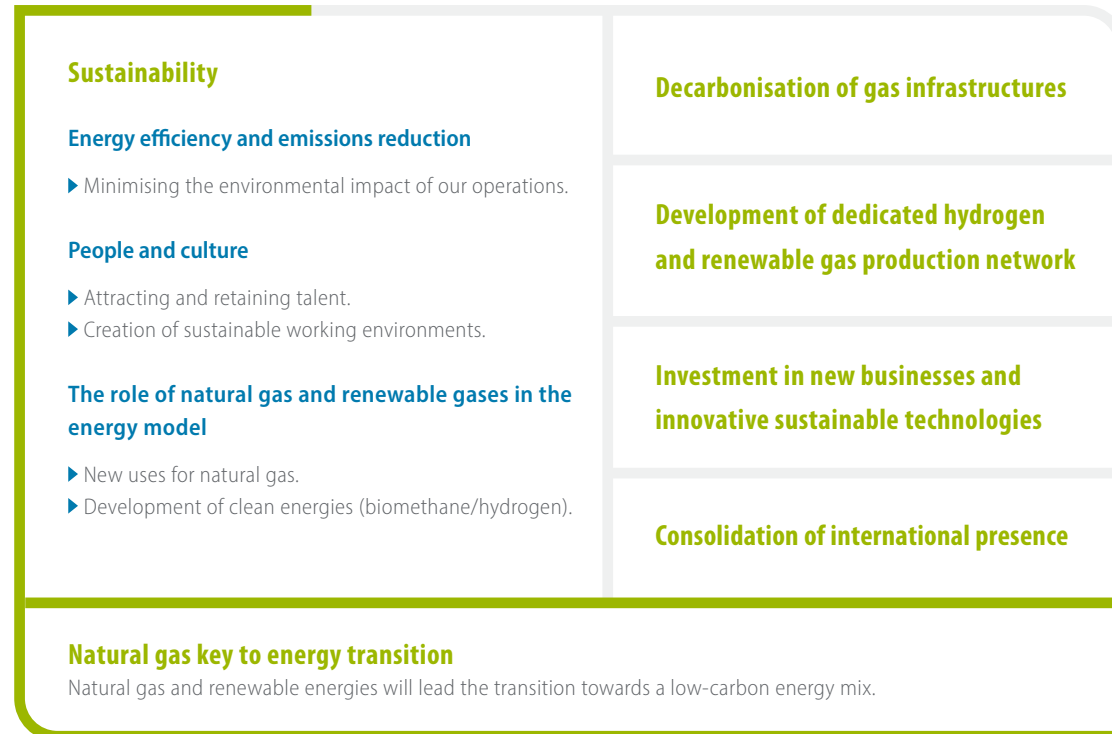 Sustainability
Energy efficiency and emissions reduction
Minimising the environmental impact of our operations.
People and culture
Attracting and retaining talent.
Creation of sustainable working environments.
The role of natural gas and renewable gases in the
energy model
New uses for natural gas.
Development of clean energies (biomethane/hydrogen).
Decarbonisation of gas infrastructures
Development of dedicated hydrogen
and renewable gas production network
Investment in new businesses and
innovative sustainable technologies
Consolidation of international presence
Natural gas key to energy transition
Natural gas and renewable energies will lead the transition towards a low-carbon energy mix.